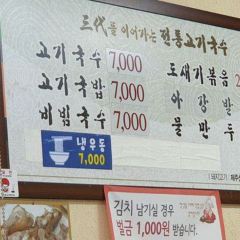 三代를 이어가는 전통고기국수
고기국수 7,000 도새기볶음 2
고기국밥 7,000 아강발
비빔국수 7,000 물만두
냉우동
7,000
김치 남기실 경우
벌금 1,000원 받습니다.